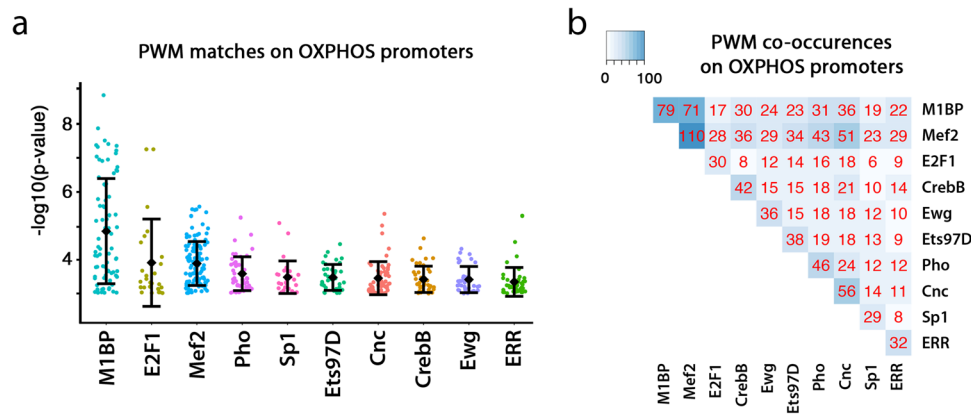 a
PWM matches on OXPHOS promoters
-log10(p-value)
8
6
4
M1BP
E2F1
Mef2
Pho
Sp1
Ets97D
Cnc
CrebB
Ewg
ERR
b
0
100
PWM co-occurences
on OXPHOS promoters
79 71 17 30 24 23 31 36 19 22 M1BP
110 28 36 29 34 43 51 23 29 Mef2
30 8 12 14 16 18 6 9 E2F1
42 15 15 18 21 10 14 CrebB
36 15 18 18 12 10 Ewg
38 19 18 13 9 Ets97D
46 24 12 12 Pho
56 14 11 Cnc
29 8 Sp1
32 ERR
M1BP
Mef2
E2F1
CrebB
Ewg
Ets97D
Pho
Cnc
Sp1
ERR